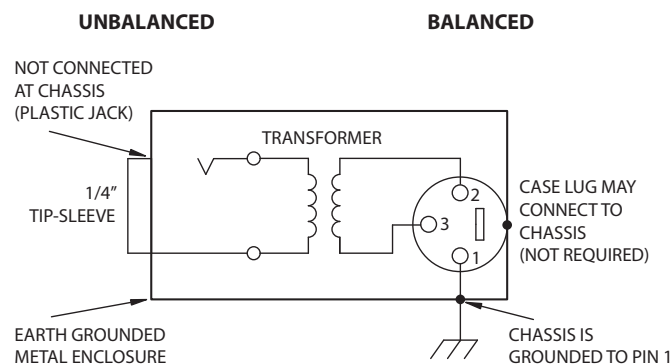 UNBALANCED
BALANCED
NOT CONNECTED
AT CHASSIS
(PLASTIC JACK)
TRANSFORMER
1/4”
TIP-SLEEVE
2
3
1
CASE LUG MAY
CONNECT TO
CHASSIS
(NOT REQUIRED)
EARTH GROUNDED
METAL ENCLOSURE
CHASSIS IS
GROUNDED TO PIN 1